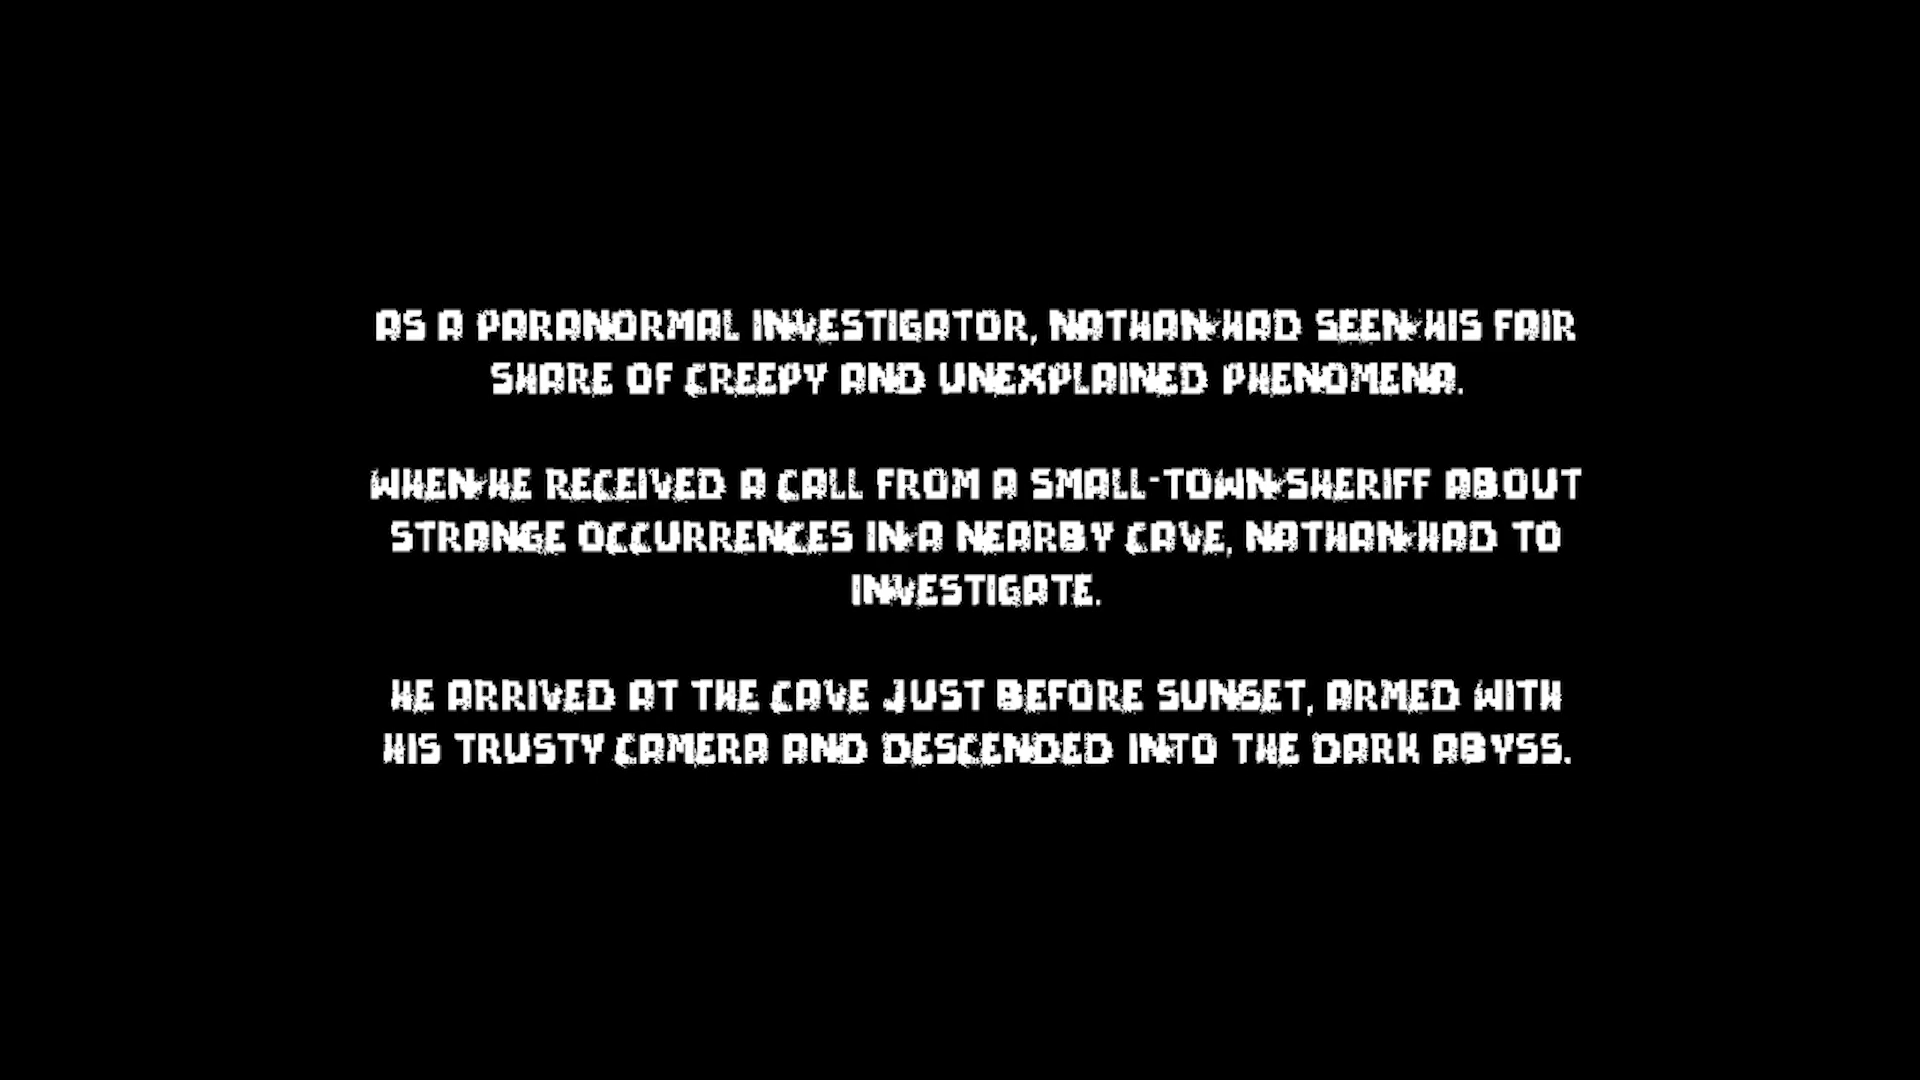 AS A PARANORMAL INVESTIGATOR, NATHAN HAD SEEN HIS FAIR
SHARE OF CREEPY AND UNEXPLAINED PHENOMENA.
WHEN HE RECEIVED A CALL FROM A SMALL-TOWN SHERIFF ABOUT
STRANGE OCCURRENCES IN A NEARBY CAVE, NATHAN HAD TO
INVESTIGATE.
HE ARRIVED AT THE CAVE JUST BEFORE SUNSET, ARMED WITH
HIS TRUSTY CAMERA AND DESCENDED INTO THE DARK ABYSS.